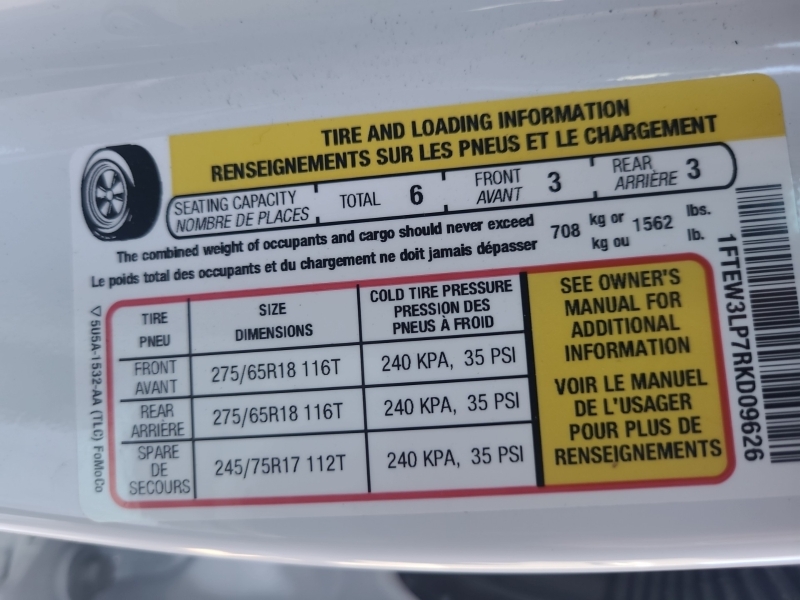 TIRE AND LOADING INFORMATION
RENSEIGNEMENTS SUR LES PNEUS ET LE CHARGEMENT
SEATING CAPACITY
NOMBRE DE PLACES
TOTAL 6
FRONT
AVANT
3
REAR
ARRIÈRE
3
The combined weight of occupants and cargo should never exceed
Le poids total des occupants et du chargement ne doit jamais dépasser
708
kg or
kg ou
1562
lbs.
lb.
TIRE
PNEU
SIZE
DIMENSIONS
COLD TIRE PRESSURE
PRESSION DES
PNEUS À FROID
FRONT
AVANT
275/65R18 116T
240 KPA, 35 PSI
REAR
ARRIÈRE
275/65R18 116T
240 KPA, 35 PSI
SPARE
DE
SECOURS
245/75R17 112T
240 KPA, 35 PSI
SEE OWNER'S
MANUAL FOR
ADDITIONAL
INFORMATION
VOIR LE MANUEL
DE L'USAGER
POUR PLUS DE
RENSEIGNEMENTS
5U5A-1532-AA (TLC) FoMoCo
1FTEW3LP7RKD09626